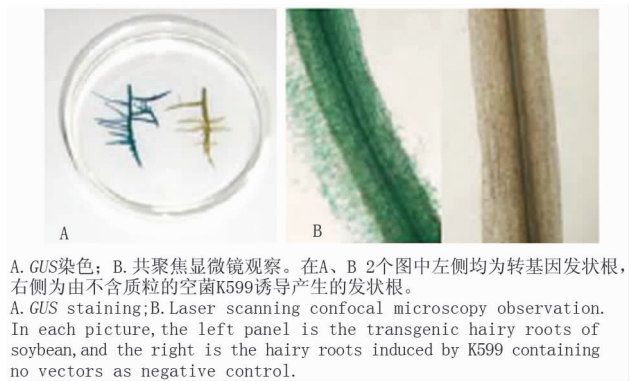 A
B
A.GUS染色；B.共聚焦显微镜观察。在A、B 2个图中左侧均为转基因发状根，
右侧为由不含质粒的空菌K599诱导产生的发状根。
A.GUS staining;B.Laser scanning confocal microscopy observation.
In each picture,the left panel is the transgenic hairy roots of
soybean,and the right is the hairy roots induced by K599 containing
no vectors as negative control.